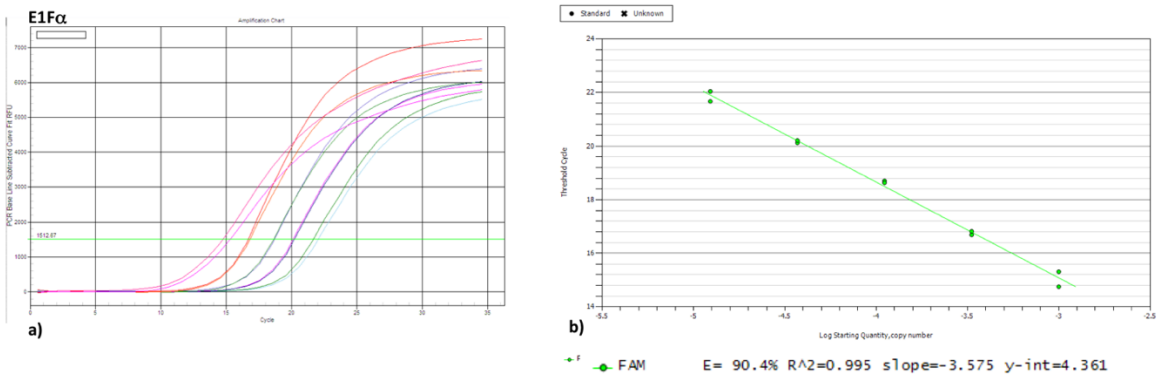 E1Fα
Amplification Chart
PCR Base Line Subtracted Curve Fit RFU
7000
6000
5000
4000
3000
2000
1000
0
1512.67
0 5 10 15 20 25 30 35
Cycle
a)
Standard Unknown
Threshold Cycle
24
22
20
18
16
14
-5.5 -4.5 -4 -3.5 -3 -2.5
Log Starting Quantity, copy number
b)
F FAM E= 90.4% R^2=0.995 slope=-3.575 y-int=4.361